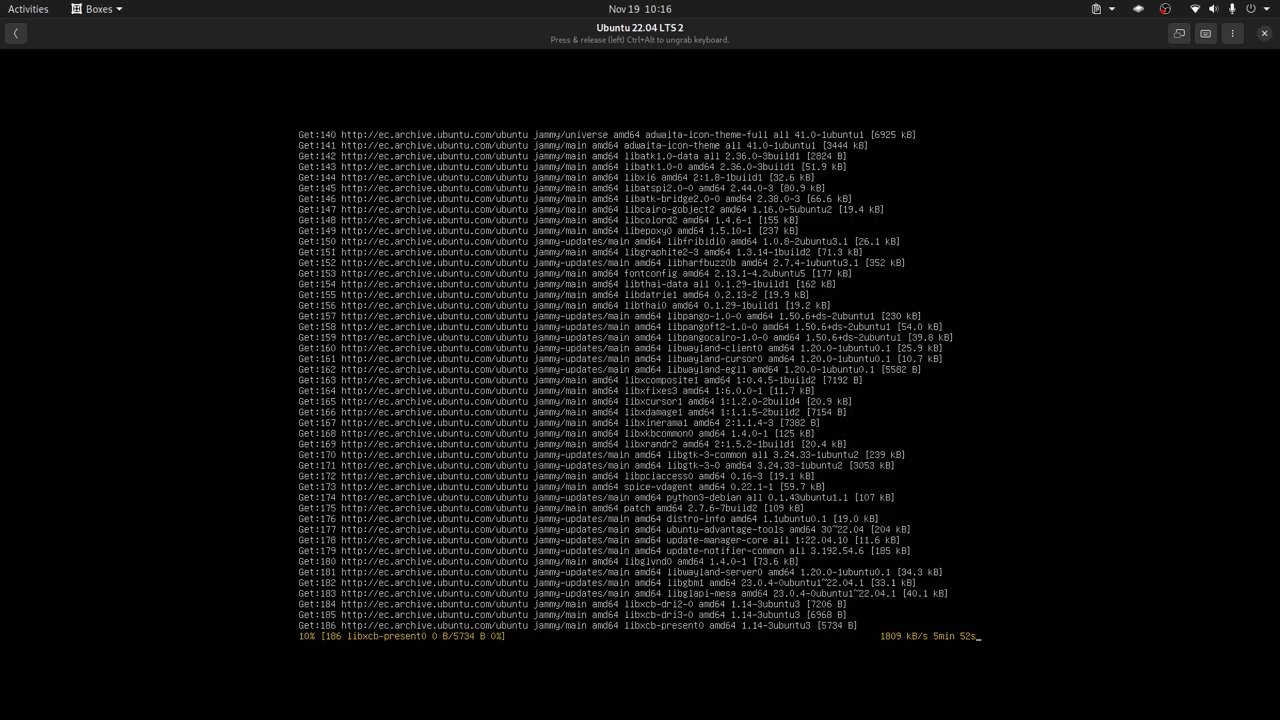 Activities Boxes Nov 19 10:16
Ubuntu 22.04 LTS 2
Press & release (left) Ctrl+Alt to ungrab keyboard.
Get:140 http://ec.archive.ubuntu.com/ubuntu jammy/universe amd64 adwaita-icon-theme-full all 41.0-1ubuntu1 [6925 kB]
Get:141 http://ec.archive.ubuntu.com/ubuntu jammy/main amd64 adwaita-icon-theme all 41.0-1ubuntu1 [3444 kB]
Get:142 http://ec.archive.ubuntu.com/ubuntu jammy/main amd64 libatk1.0-data all 2.36.0-3build1 [2824 B]
Get:143 http://ec.archive.ubuntu.com/ubuntu jammy/main amd64 libatk1.0-0 amd64 2.36.0-3build1 [51.9 kB]
Get:144 http://ec.archive.ubuntu.com/ubuntu jammy/main amd64 libxi6 amd64 2:1.8-1build1 [32.6 kB]
Get:145 http://ec.archive.ubuntu.com/ubuntu jammy/main amd64 libatspi2.0-0 amd64 2.44.0-3 [80.9 kB]
Get:146 http://ec.archive.ubuntu.com/ubuntu jammy/main amd64 libatk-bridge2.0-0 amd64 2.38.0-3 [66.6 kB]
Get:147 http://ec.archive.ubuntu.com/ubuntu jammy/main amd64 libcairo-gobject2 amd64 1.16.0-5ubuntu2 [19.4 kB]
Get:148 http://ec.archive.ubuntu.com/ubuntu jammy/main amd64 libcolord2 amd64 1.4.6-1 [155 kB]
Get:149 http://ec.archive.ubuntu.com/ubuntu jammy/main amd64 libepoxy0 amd64 1.5.10-1 [237 kB]
Get:150 http://ec.archive.ubuntu.com/ubuntu jammy-updates/main amd64 libfribidi0 amd64 1.0.8-2ubuntu3.1 [26.1 kB]
Get:151 http://ec.archive.ubuntu.com/ubuntu jammy/main amd64 libgraphite2-3 amd64 1.3.14-1build2 [71.3 kB]
Get:152 http://ec.archive.ubuntu.com/ubuntu jammy-updates/main amd64 libharfbuzz0b amd64 2.7.4-1ubuntu3.1 [352 kB]
Get:153 http://ec.archive.ubuntu.com/ubuntu jammy/main amd64 fontconfig amd64 2.13.1-4.2ubuntu5 [177 kB]
Get:154 http://ec.archive.ubuntu.com/ubuntu jammy/main amd64 libthai-data all 0.1.29-1build1 [162 kB]
Get:155 http://ec.archive.ubuntu.com/ubuntu jammy/main amd64 libdatrie1 amd64 0.2.13-2 [19.9 kB]
Get:156 http://ec.archive.ubuntu.com/ubuntu jammy/main amd64 libthai0 amd64 0.1.29-1build1 [19.2 kB]
Get:157 http://ec.archive.ubuntu.com/ubuntu jammy-updates/main amd64 libpango-1.0-0 amd64 1.50.6+ds-2ubuntu1 [230 kB]
Get:158 http://ec.archive.ubuntu.com/ubuntu jammy-updates/main amd64 libpangoft2-1.0-0 amd64 1.50.6+ds-2ubuntu1 [54.0 kB]
Get:159 http://ec.archive.ubuntu.com/ubuntu jammy-updates/main amd64 libpangocairo-1.0-0 amd64 1.50.6+ds-2ubuntu1 [39.8 kB]
Get:160 http://ec.archive.ubuntu.com/ubuntu jammy-updates/main amd64 libwayland-client0 amd64 1.20.0-1ubuntu0.1 [25.9 kB]
Get:161 http://ec.archive.ubuntu.com/ubuntu jammy-updates/main amd64 libwayland-cursor0 amd64 1.20.0-1ubuntu0.1 [10.7 kB]
Get:162 http://ec.archive.ubuntu.com/ubuntu jammy-updates/main amd64 libwayland-egl1 amd64 1.20.0-1ubuntu0.1 [5582 B]
Get:163 http://ec.archive.ubuntu.com/ubuntu jammy/main amd64 libxcomposite1 amd64 1:0.4.5-1build2 [7192 B]
Get:164 http://ec.archive.ubuntu.com/ubuntu jammy/main amd64 libxfixes3 amd64 1:6.0.0-1 [11.7 kB]
Get:165 http://ec.archive.ubuntu.com/ubuntu jammy/main amd64 libxcursor1 amd64 1:1.2.0-2build4 [20.9 kB]
Get:166 http://ec.archive.ubuntu.com/ubuntu jammy/main amd64 libxdamage1 amd64 1:1.1.5-2build2 [7154 B]
Get:167 http://ec.archive.ubuntu.com/ubuntu jammy/main amd64 libxinerama1 amd64 2:1.1.4-3 [7382 B]
Get:168 http://ec.archive.ubuntu.com/ubuntu jammy/main amd64 libxkbcommon0 amd64 1.4.0-1 [125 kB]
Get:169 http://ec.archive.ubuntu.com/ubuntu jammy/main amd64 libxrandr2 amd64 2:1.5.2-1build1 [20.4 kB]
Get:170 http://ec.archive.ubuntu.com/ubuntu jammy-updates/main amd64 libgtk-3-common all 3.24.33-1ubuntu2 [239 kB]
Get:171 http://ec.archive.ubuntu.com/ubuntu jammy-updates/main amd64 libgtk-3-0 amd64 3.24.33-1ubuntu2 [3053 kB]
Get:172 http://ec.archive.ubuntu.com/ubuntu jammy/main amd64 libpciaccess0 amd64 0.16-3 [19.1 kB]
Get:173 http://ec.archive.ubuntu.com/ubuntu jammy/main amd64 spice-vdagent amd64 0.22.1-1 [59.7 kB]
Get:174 http://ec.archive.ubuntu.com/ubuntu jammy-updates/main amd64 python3-debian all 0.1.43ubuntu1.1 [107 kB]
Get:175 http://ec.archive.ubuntu.com/ubuntu jammy/main amd64 patch amd64 2.7.6-7build2 [109 kB]
Get:176 http://ec.archive.ubuntu.com/ubuntu jammy-updates/main amd64 distro-info amd64 1.1ubuntu0.1 [19.0 kB]
Get:177 http://ec.archive.ubuntu.com/ubuntu jammy-updates/main amd64 ubuntu-advantage-tools amd64 30~22.04 [204 kB]
Get:178 http://ec.archive.ubuntu.com/ubuntu jammy-updates/main amd64 update-manager-core all 1:22.04.10 [11.6 kB]
Get:179 http://ec.archive.ubuntu.com/ubuntu jammy-updates/main amd64 update-notifier-common all 3.192.54.6 [185 kB]
Get:180 http://ec.archive.ubuntu.com/ubuntu jammy/main amd64 libglvnd0 amd64 1.4.0-1 [73.6 kB]
Get:181 http://ec.archive.ubuntu.com/ubuntu jammy-updates/main amd64 libwayland-server0 amd64 1.20.0-1ubuntu0.1 [34.3 kB]
Get:182 http://ec.archive.ubuntu.com/ubuntu jammy-updates/main amd64 libgbm1 amd64 23.0.4-0ubuntu1~22.04.1 [33.1 kB]
Get:183 http://ec.archive.ubuntu.com/ubuntu jammy-updates/main amd64 libglapi-mesa amd64 23.0.4-0ubuntu1~22.04.1 [40.1 kB]
Get:184 http://ec.archive.ubuntu.com/ubuntu jammy/main amd64 libxcb-dri2-0 amd64 1.14-3ubuntu3 [7206 B]
Get:185 http://ec.archive.ubuntu.com/ubuntu jammy/main amd64 libxcb-dri3-0 amd64 1.14-3ubuntu3 [6968 B]
Get:186 http://ec.archive.ubuntu.com/ubuntu jammy/main amd64 libxcb-present0 amd64 1.14-3ubuntu3 [5734 B]
10% [186 libxcb-present0 0 B/5734 B 0%] 1809 kB/s 5min 52s_